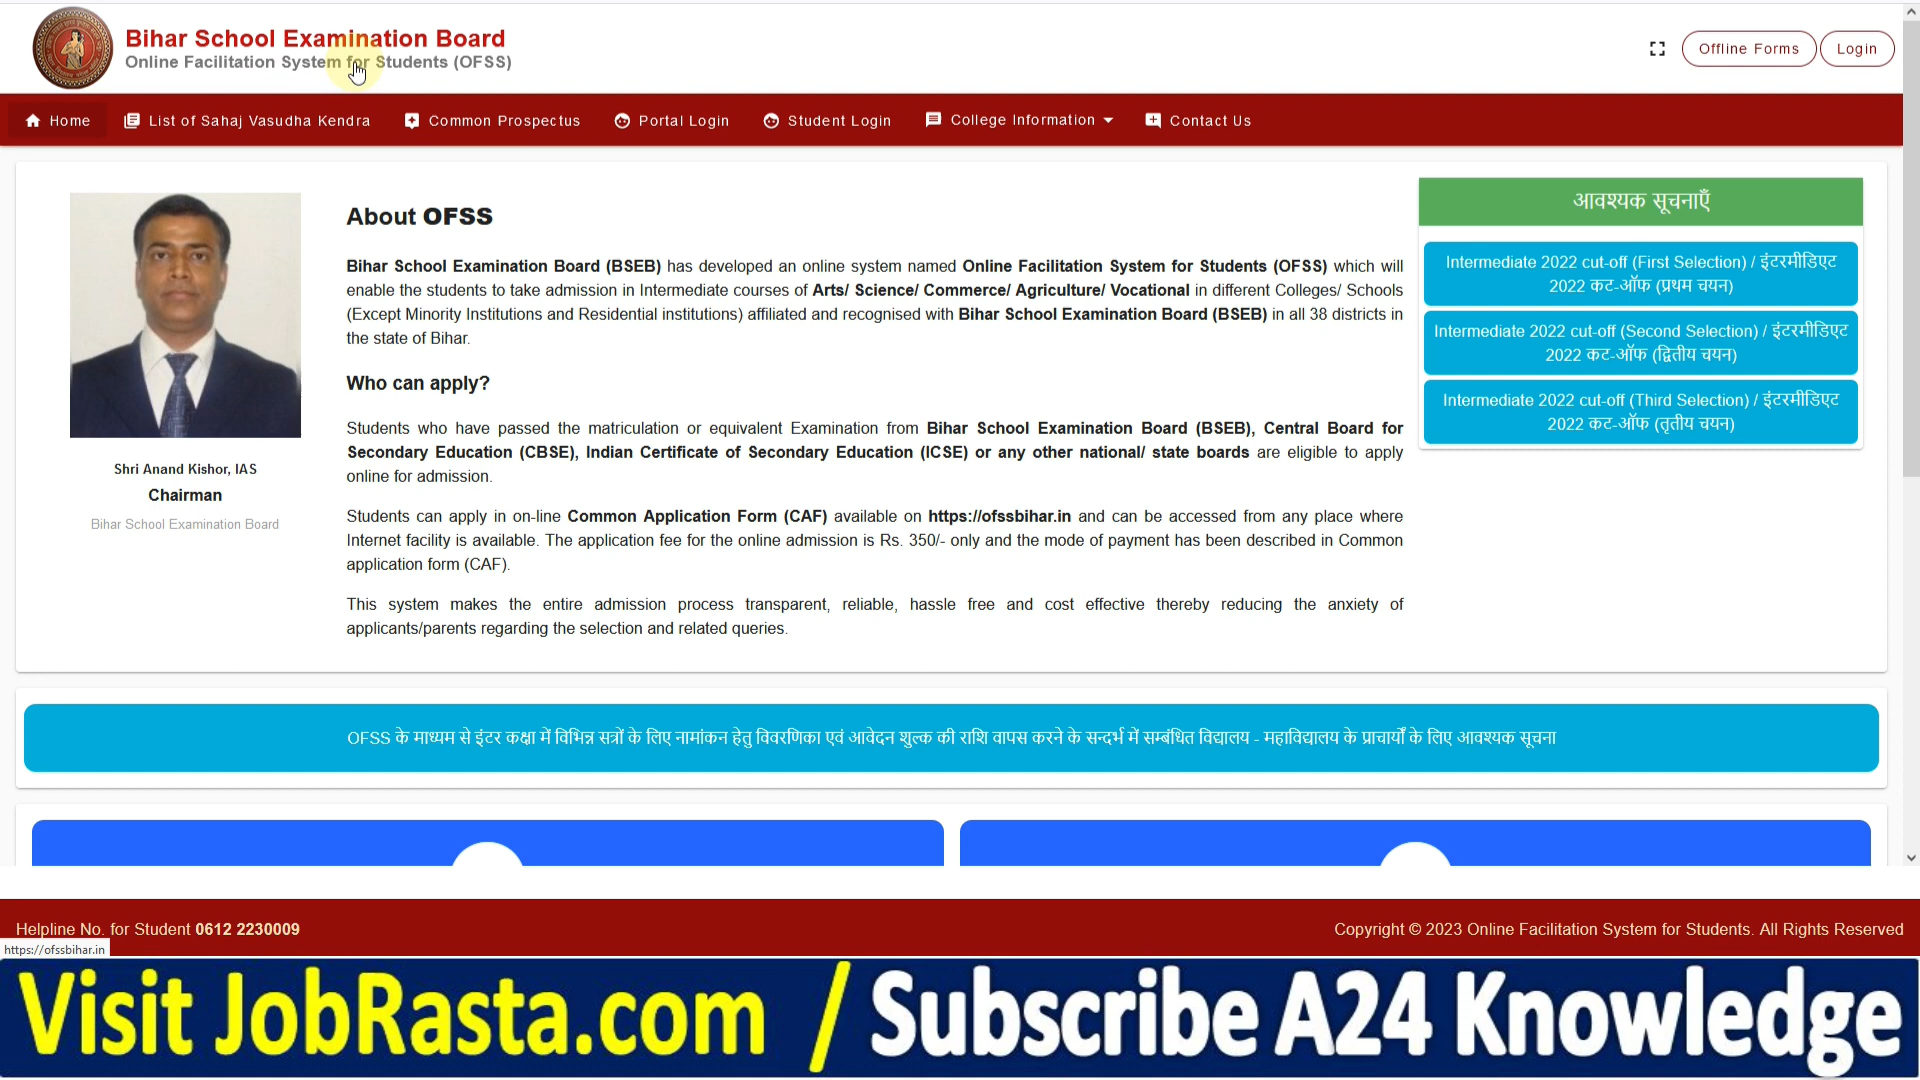 Bihar School Examination Board
Online Facilitation System for Students (OFSS)
Offline Forms
Login
Home
List of Sahaj Vasudha Kendra
Common Prospectus
Portal Login
Student Login
College Information
Contact Us
Shri Anand Kishor, IAS
Chairman
Bihar School Examination Board
About OFSS
Bihar School Examination Board (BSEB) has developed an online system named Online Facilitation System for Students (OFSS) which will
enable the students to take admission in Intermediate courses of Arts/ Science/ Commerce/ Agriculture/ Vocational in different Colleges/ Schools
(Except Minority Institutions and Residential institutions) affiliated and recognised with Bihar School Examination Board (BSEB) in all 38 districts in
the state of Bihar.
Who can apply?
Students who have passed the matriculation or equivalent Examination from Bihar School Examination Board (BSEB), Central Board for
Secondary Education (CBSE), Indian Certificate of Secondary Education (ICSE) or any other national/ state boards are eligible to apply
online for admission.
Students can apply in on-line Common Application Form (CAF) available on https://ofssbihar.in and can be accessed from any place where
Internet facility is available. The application fee for the online admission is Rs. 350/- only and the mode of payment has been described in Common
application form (CAF).
This system makes the entire admission process transparent, reliable, hassle free and cost effective thereby reducing the anxiety of
applicants/parents regarding the selection and related queries.
आवश्यक सूचनाएँ
Intermediate 2022 cut-off (First Selection) / इंटरमीडिएट
2022 कट-ऑफ (प्रथम चयन)
Intermediate 2022 cut-off (Second Selection) / इंटरमीडिएट
2022 कट-ऑफ (द्वितीय चयन)
Intermediate 2022 cut-off (Third Selection) / इंटरमीडिएट
2022 कट-ऑफ (तृतीय चयन)
OFSS के माध्यम से इंटर कक्षा में विभिन्न सत्रों के लिए नामांकन हेतु विवरणिका एवं आवेदन शुल्क की राशि वापस करने के सन्दर्भ में सम्बंधित विद्यालय - महाविद्यालय के प्राचार्यों के लिए आवश्यक सूचना
Helpline No. for Student 0612 2230009
Copyright © 2023 Online Facilitation System for Students. All Rights Reserved
https://ofssbihar.in
Visit JobRasta.com / Subscribe A24 Knowledge